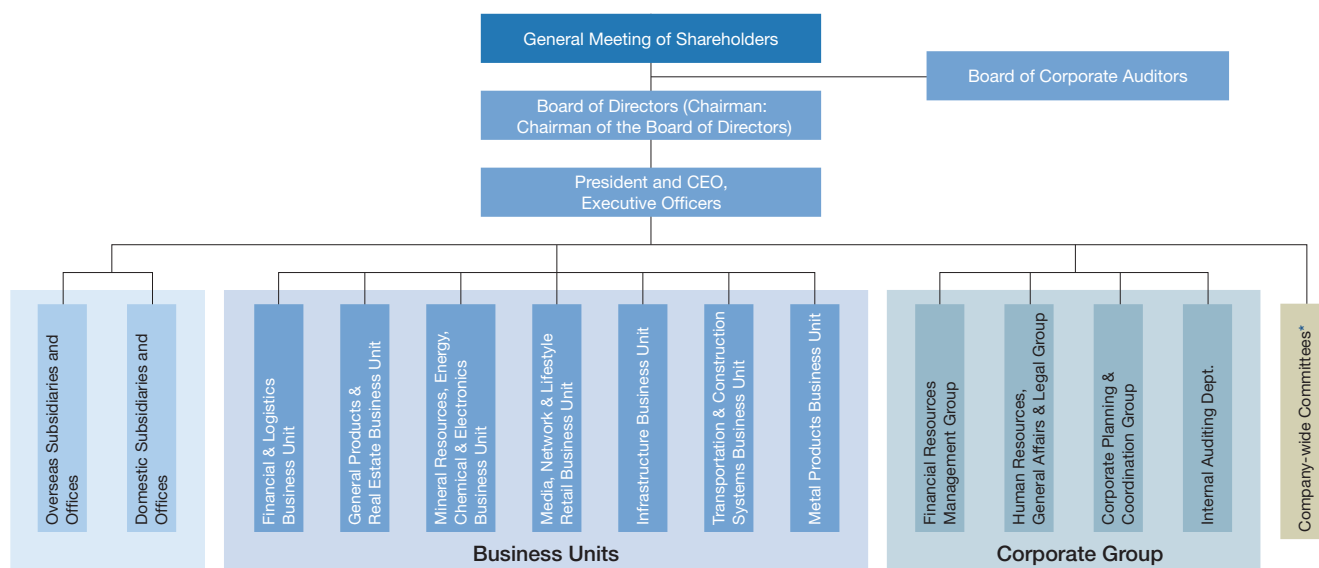 General Meeting of Shareholders
Board of Corporate Auditors
Board of Directors (Chairman:
Chairman of the Board of Directors)
President and CEO,
Executive Officers
Overseas Subsidiaries and
Offices
Domestic Subsidiaries and
Offices
Financial & Logistics
Business Unit
General Products &
Real Estate Business Unit
Mineral Resources, Energy,
Chemical & Electronics
Business Unit
Media, Network & Lifestyle
Retail Business Unit
Infrastructure Business Unit
Transportation & Construction
Systems Business Unit
Metal Products Business Unit
Business Units
Financial Resources
Management Group
Human Resources,
General Affairs & Legal Group
Corporate Planning &
Coordination Group
Internal Auditing Dept.
Corporate Group
Company-wide Committees*